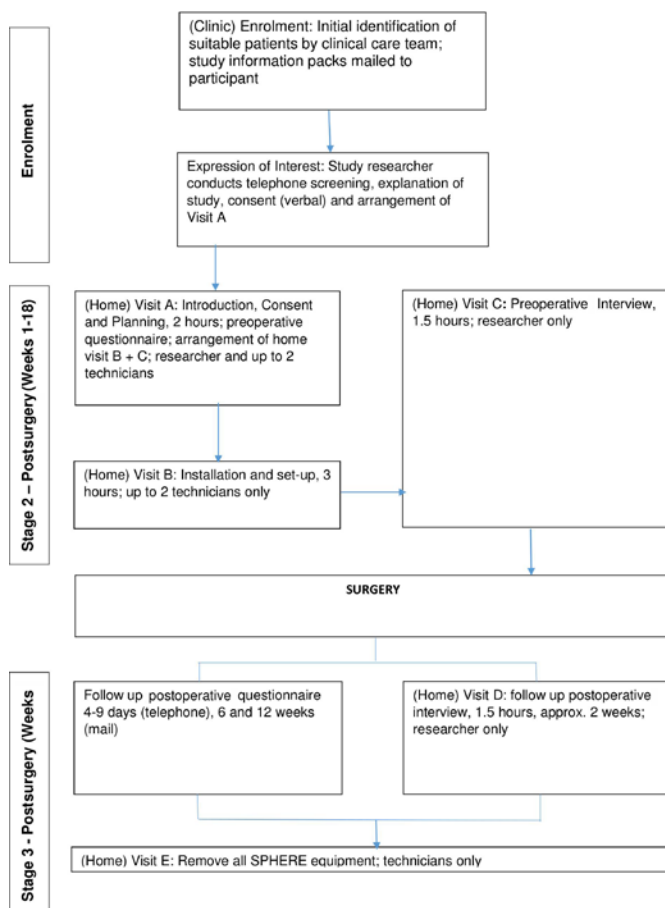 Enrolment
(Clinic) Enrolment: Initial identification of
suitable patients by clinical care team;
study information packs mailed to
participant
Expression of Interest: Study researcher
conducts telephone screening, explanation of
study, consent (verbal) and arrangement of
Visit A
Stage 2 – Postsurgery (Weeks 1-18)
(Home) Visit A: Introduction, Consent
and Planning, 2 hours; preoperative
questionnaire; arrangement of home
visit B + C; researcher and up to 2
technicians
(Home) Visit C: Preoperative Interview,
1.5 hours; researcher only
(Home) Visit B: Installation and set-up, 3
hours; up to 2 technicians only
SURGERY
Stage 3 - Postsurgery (Weeks
Follow up postoperative questionnaire
4-9 days (telephone), 6 and 12 weeks
(mail)
(Home) Visit D: follow up postoperative
interview, 1.5 hours, approx. 2 weeks;
researcher only
(Home) Visit E: Remove all SPHERE equipment; technicians only